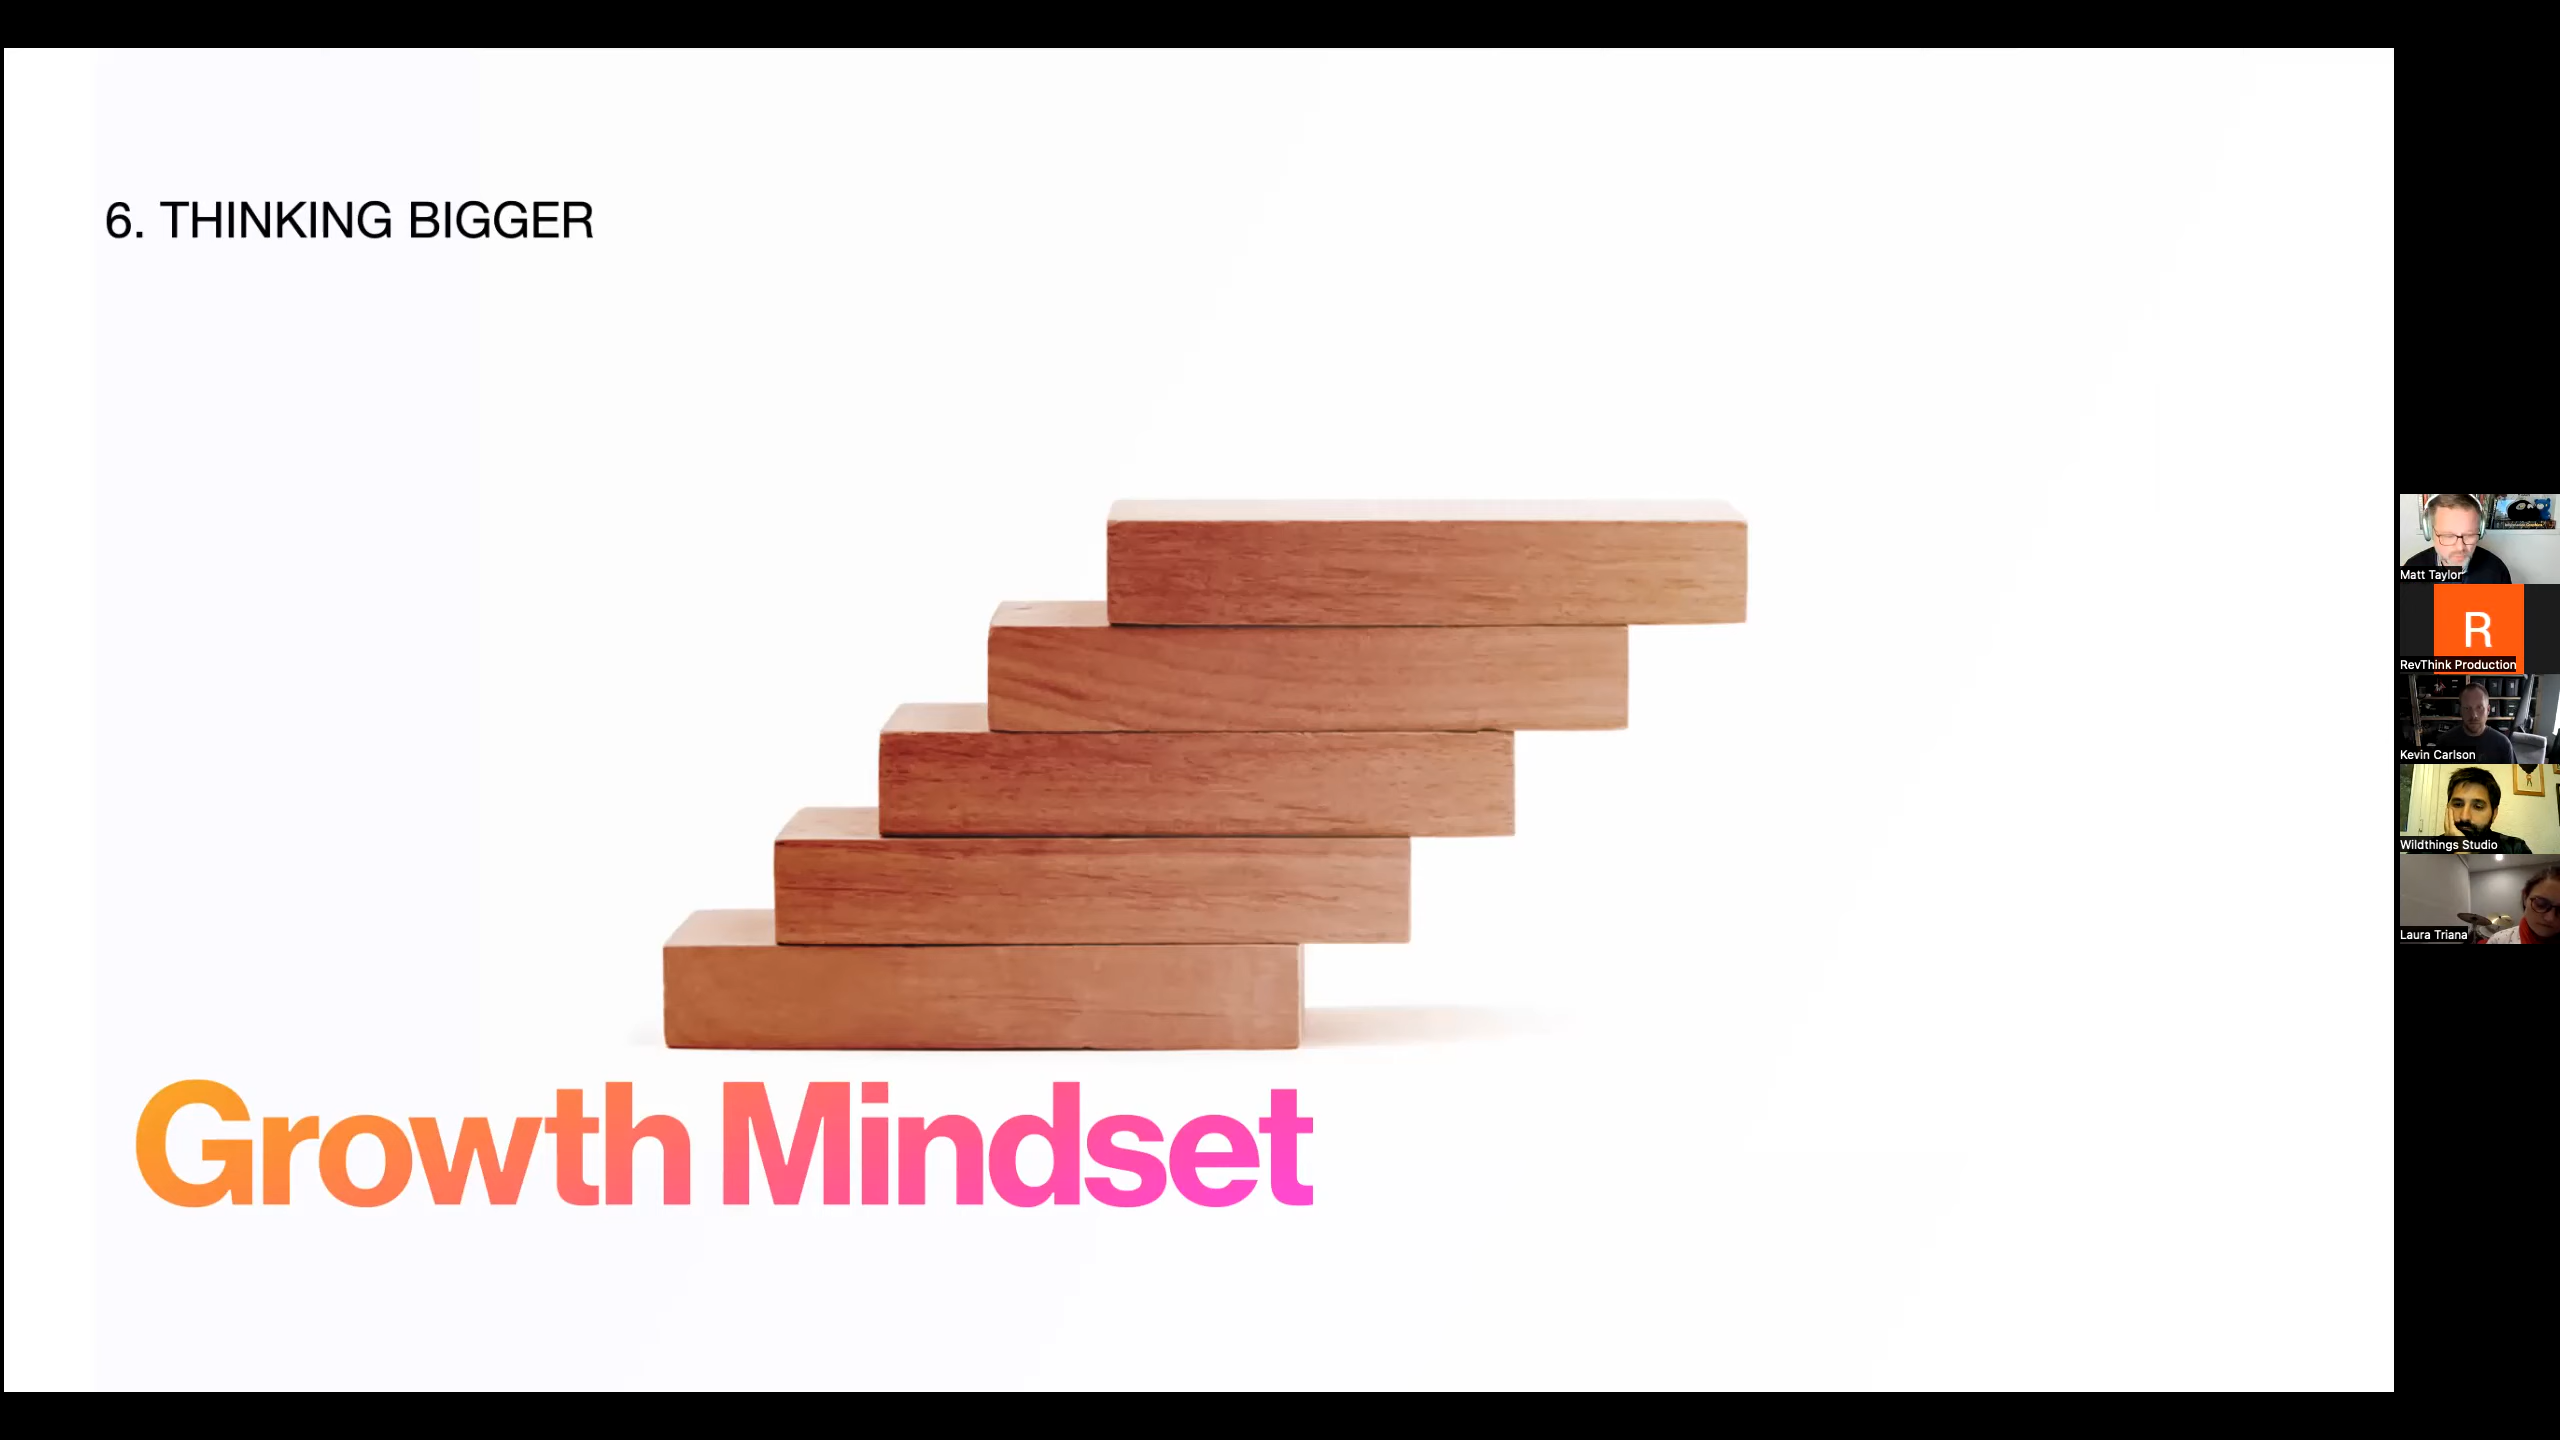 6. THINKING BIGGER
Growth Mindset
Matt Taylor
R
RevThink Production
Kevin Carlson
Wildthings Studio
Laura Triana